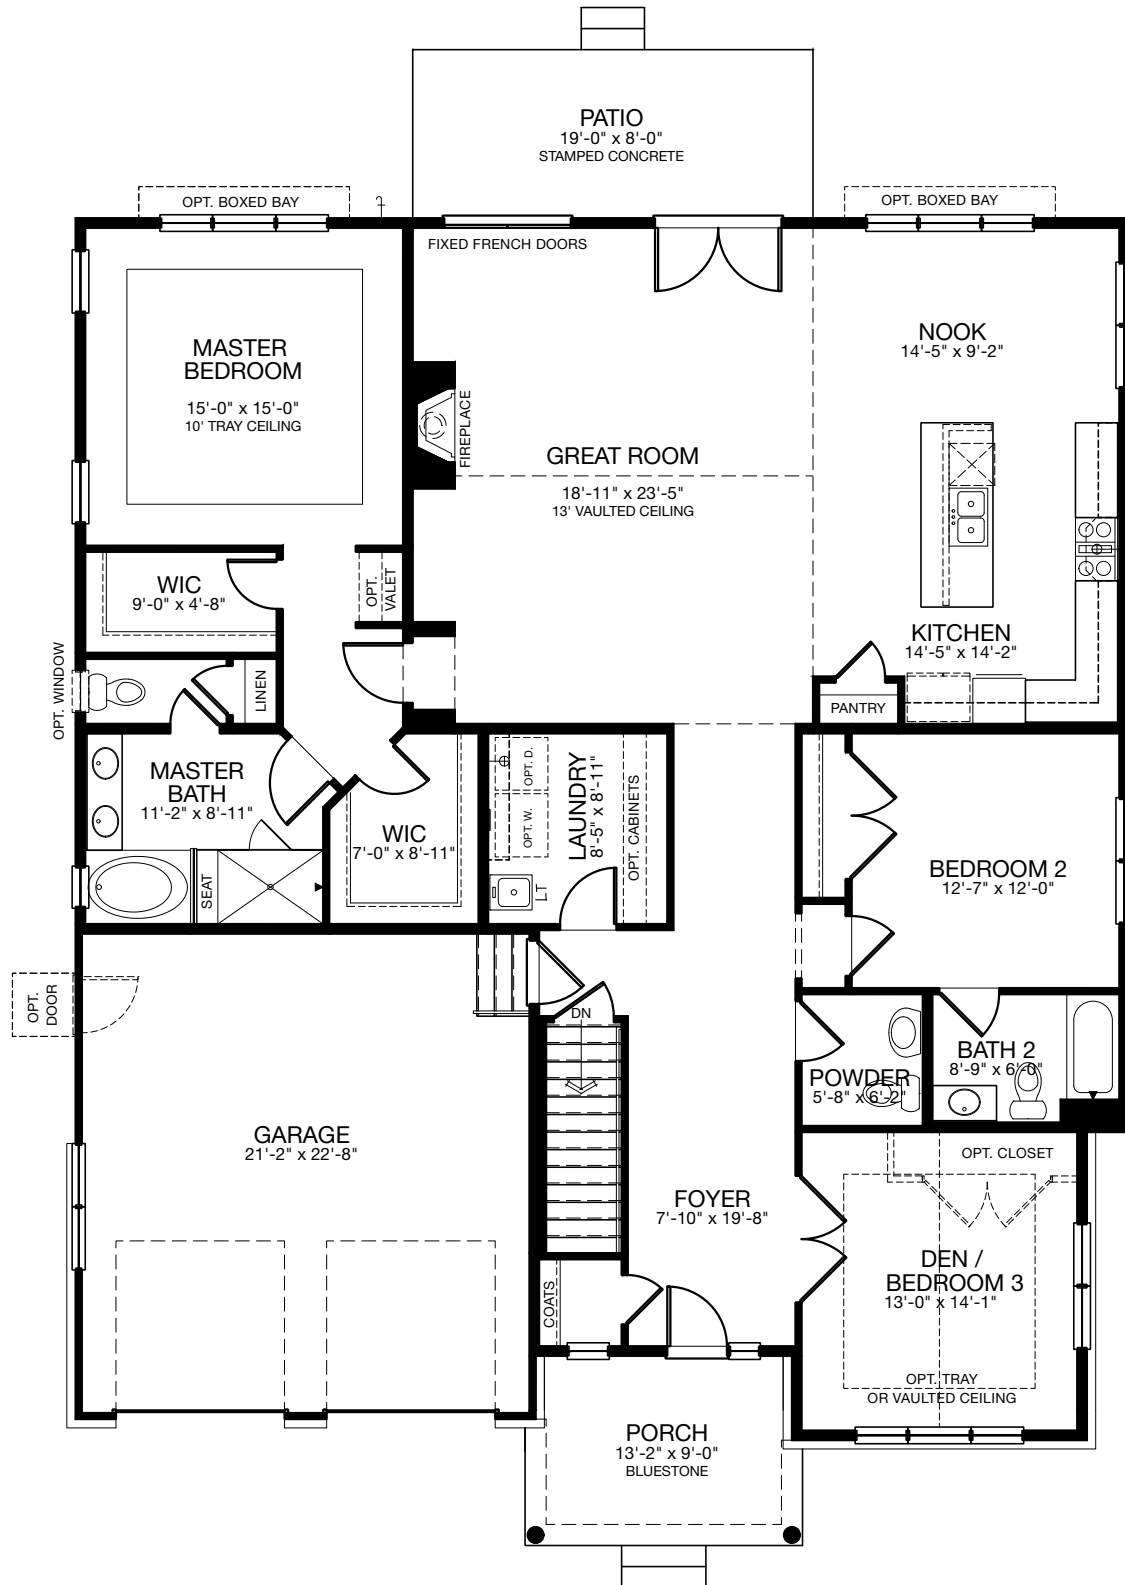 PATIO
19'-0" x 8'-0"
STAMPED CONCRETE
OPT. BOXED BAY
OPT. BOXED BAY
FIXED FRENCH DOORS
MASTER
BEDROOM
15'-0" x 15'-0"
10' TRAY CEILING
FIREPLACE
GREAT ROOM
18'-11" x 23'-5"
13' VAULTED CEILING
NOOK
14'-5" x 9'-2"
WIC
9'-0" x 4'-8"
OPT.
VALET
KITCHEN
14'-5" x 14'-2"
OPT. WINDOW
LINEN
PANTRY
MASTER
BATH
11'-2" x 8'-11"
SEAT
WIC
7'-0" x 8'-11"
OPT. D.
OPT. W.
LAUNDRY
8'-5" x 8'-11"
OPT. CABINETS
LT
BEDROOM 2
12'-7" x 12'-0"
OPT.
DOOR
DN
POWDER
5'-8" x 6'-2"
BATH 2
8'-9" x 6'-0"
GARAGE
21'-2" x 22'-8"
FOYER
7'-10" x 19'-8"
OPT. CLOSET
DEN /
BEDROOM 3
13'-0" x 14'-1"
OPT. TRAY
OR VAULTED CEILING
COATS
PORCH
13'-2" x 9'-0"
BLUESTONE